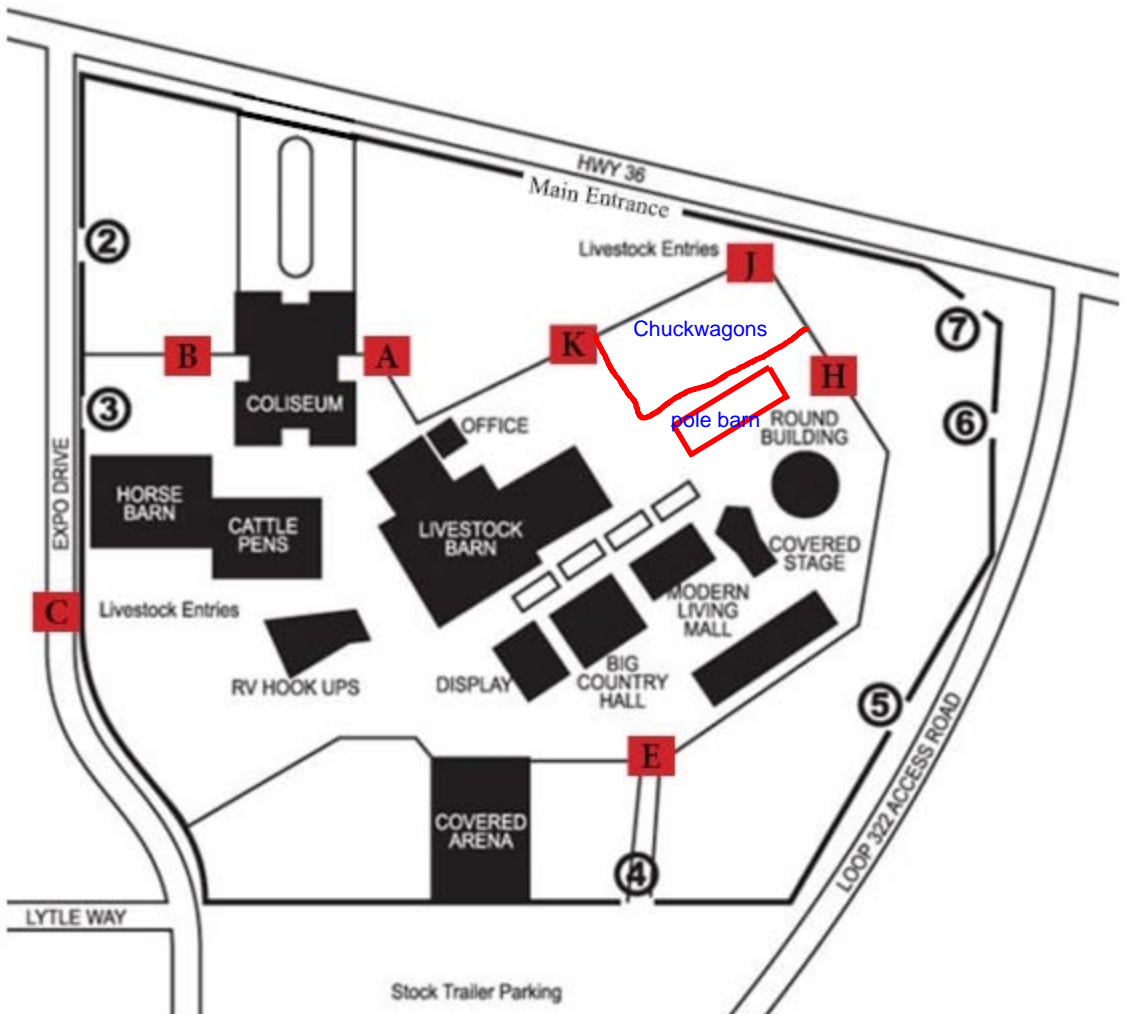 HWY 36
Main Entrance
②
Livestock Entries
J
Chuckwagons
⑦
K
B
A
H
COLISEUM
③
pole barn
OFFICE
ROUND
BUILDING
⑥
EXPO DRIVE
HORSE
BARN
CATTLE
PENS
LIVESTOCK
BARN
COVERED
STAGE
MODERN
LIVING
MALL
C
Livestock Entries
RV HOOK UPS
DISPLAY
BIG
COUNTRY
HALL
⑤
E
LOOP 322 ACCESS ROAD
COVERED
ARENA
④
LYTLE WAY
Stock Trailer Parking